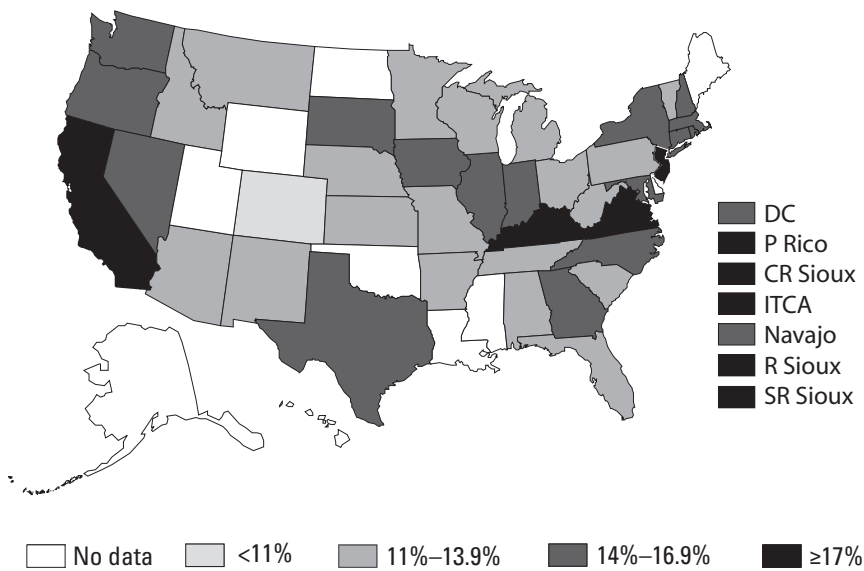 DC
P Rico
CR Sioux
ITCA
Navajo
R Sioux
SR Sioux
No data
<11%
11%–13.9%
14%–16.9%
≥17%